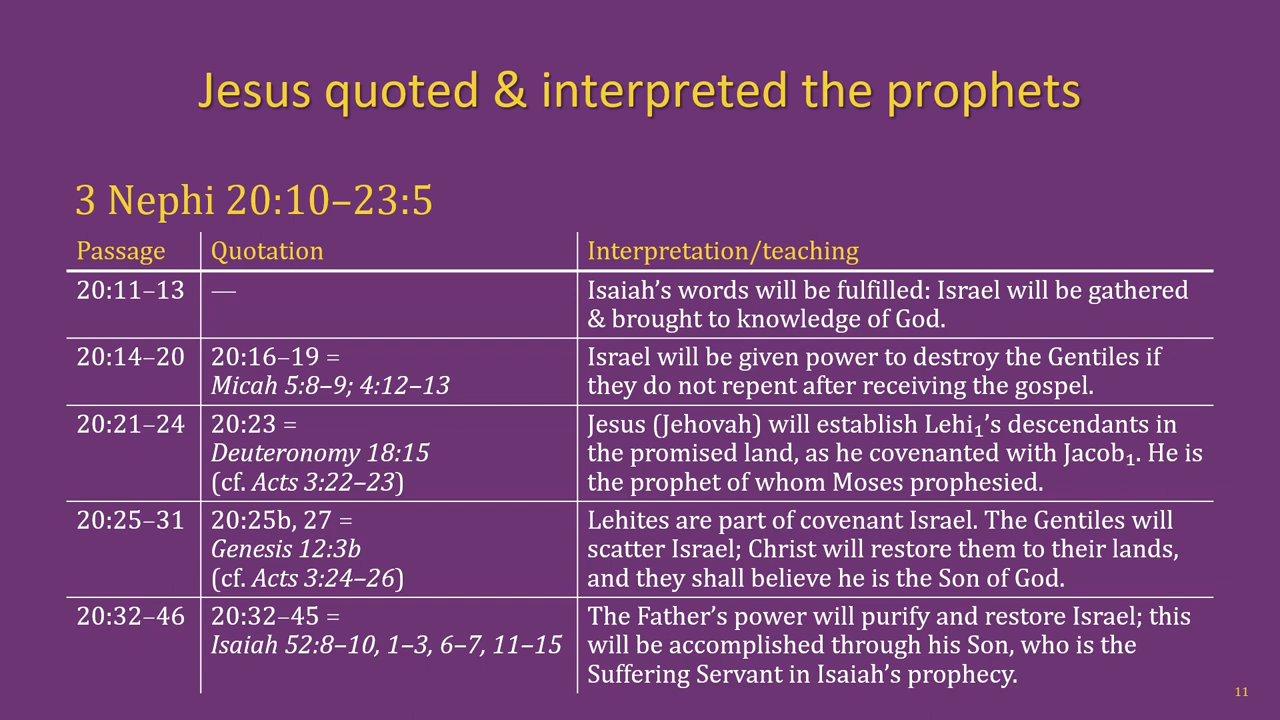 Jesus quoted & interpreted the prophets
3 Nephi 20:10–23:5
Passage Quotation Interpretation/teaching
20:11–13 — Isaiah’s words will be fulfilled: Israel will be gathered
& brought to knowledge of God.
20:14–20 20:16–19 = Israel will be given power to destroy the Gentiles if
Micah 5:8–9; 4:12–13 they do not repent after receiving the gospel.
20:21–24 20:23 = Jesus (Jehovah) will establish Lehi₁’s descendants in
Deuteronomy 18:15 the promised land, as he covenanted with Jacob₁. He is
(cf. Acts 3:22–23) the prophet of whom Moses prophesied.
20:25–31 20:25b, 27 = Lehites are part of covenant Israel. The Gentiles will
Genesis 12:3b scatter Israel; Christ will restore them to their lands,
(cf. Acts 3:24–26) and they shall believe he is the Son of God.
20:32–46 20:32–45 = The Father’s power will purify and restore Israel; this
Isaiah 52:8–10, 1–3, 6–7, 11–15 will be accomplished through his Son, who is the
Suffering Servant in Isaiah’s prophecy.
11